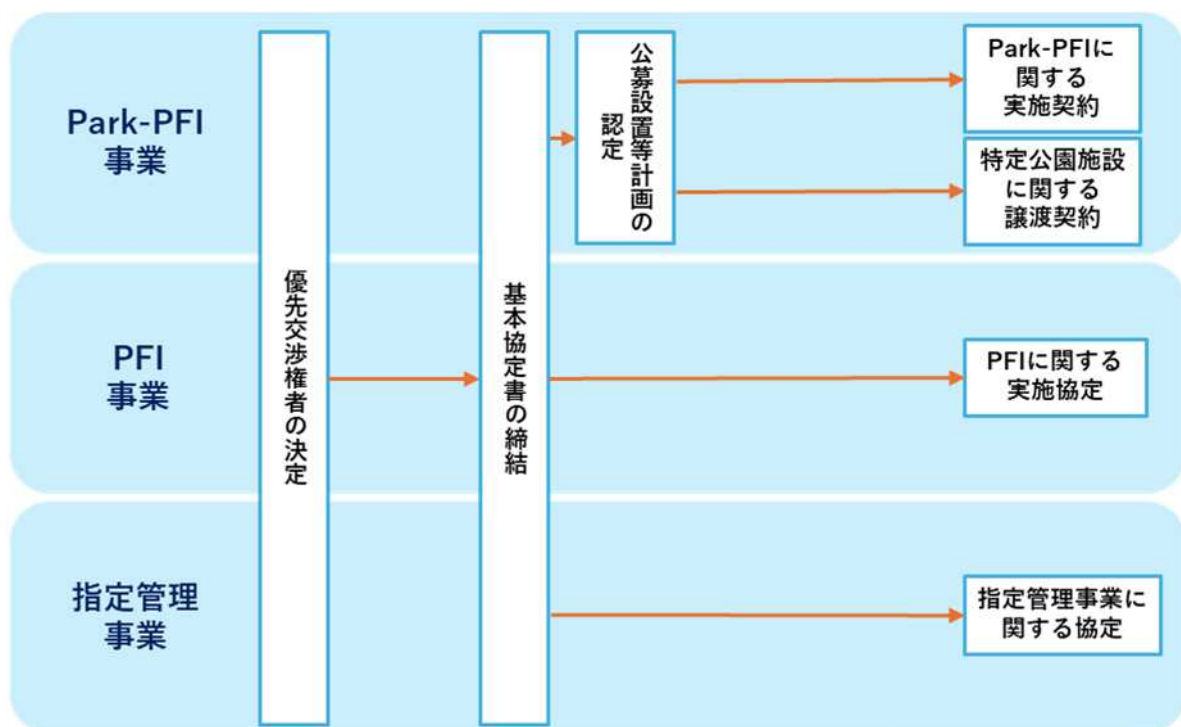 Park-PFI
事業
優先交渉権者の決定
基本協定書の締結
公募設置等計画の
認定
Park-PFIに
関する
実施契約
特定公園施設
に関する
譲渡契約
PFI
事業
PFIに関する
実施協定
指定管理
事業
指定管理事業に
関する協定